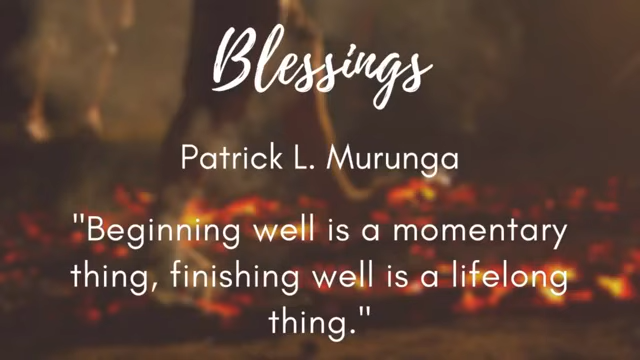 Blessings
Patrick L. Murunga
"Beginning well is a momentary
thing, finishing well is a lifelong
thing."